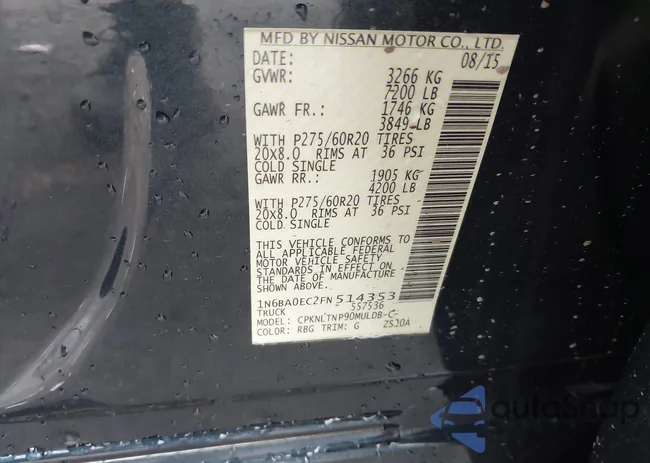 MFD BY NISSAN MOTOR CO., LTD.
DATE: 08/15
GVWR: 3266 KG
7200 LB
GAWR FR.: 1746 KG
3849 LB
WITH P275/60R20 TIRES
20X8.0 RIMS AT 36 PSI
COLD SINGLE
GAWR RR.: 1905 KG
4200 LB
WITH P275/60R20 TIRES
20X8.0 RIMS AT 36 PSI
COLD SINGLE
THIS VEHICLE CONFORMS TO
ALL APPLICABLE FEDERAL
MOTOR VEHICLE SAFETY
STANDARDS IN EFFECT ON
THE DATE OF MANUFACTURE
SHOWN ABOVE.
1N6BA0EC2FN514353
TRUCK 557536
MODEL: CPKNLTNP90MULDB-C-
COLOR: RBG TRIM: G ZS20A
autoSnap